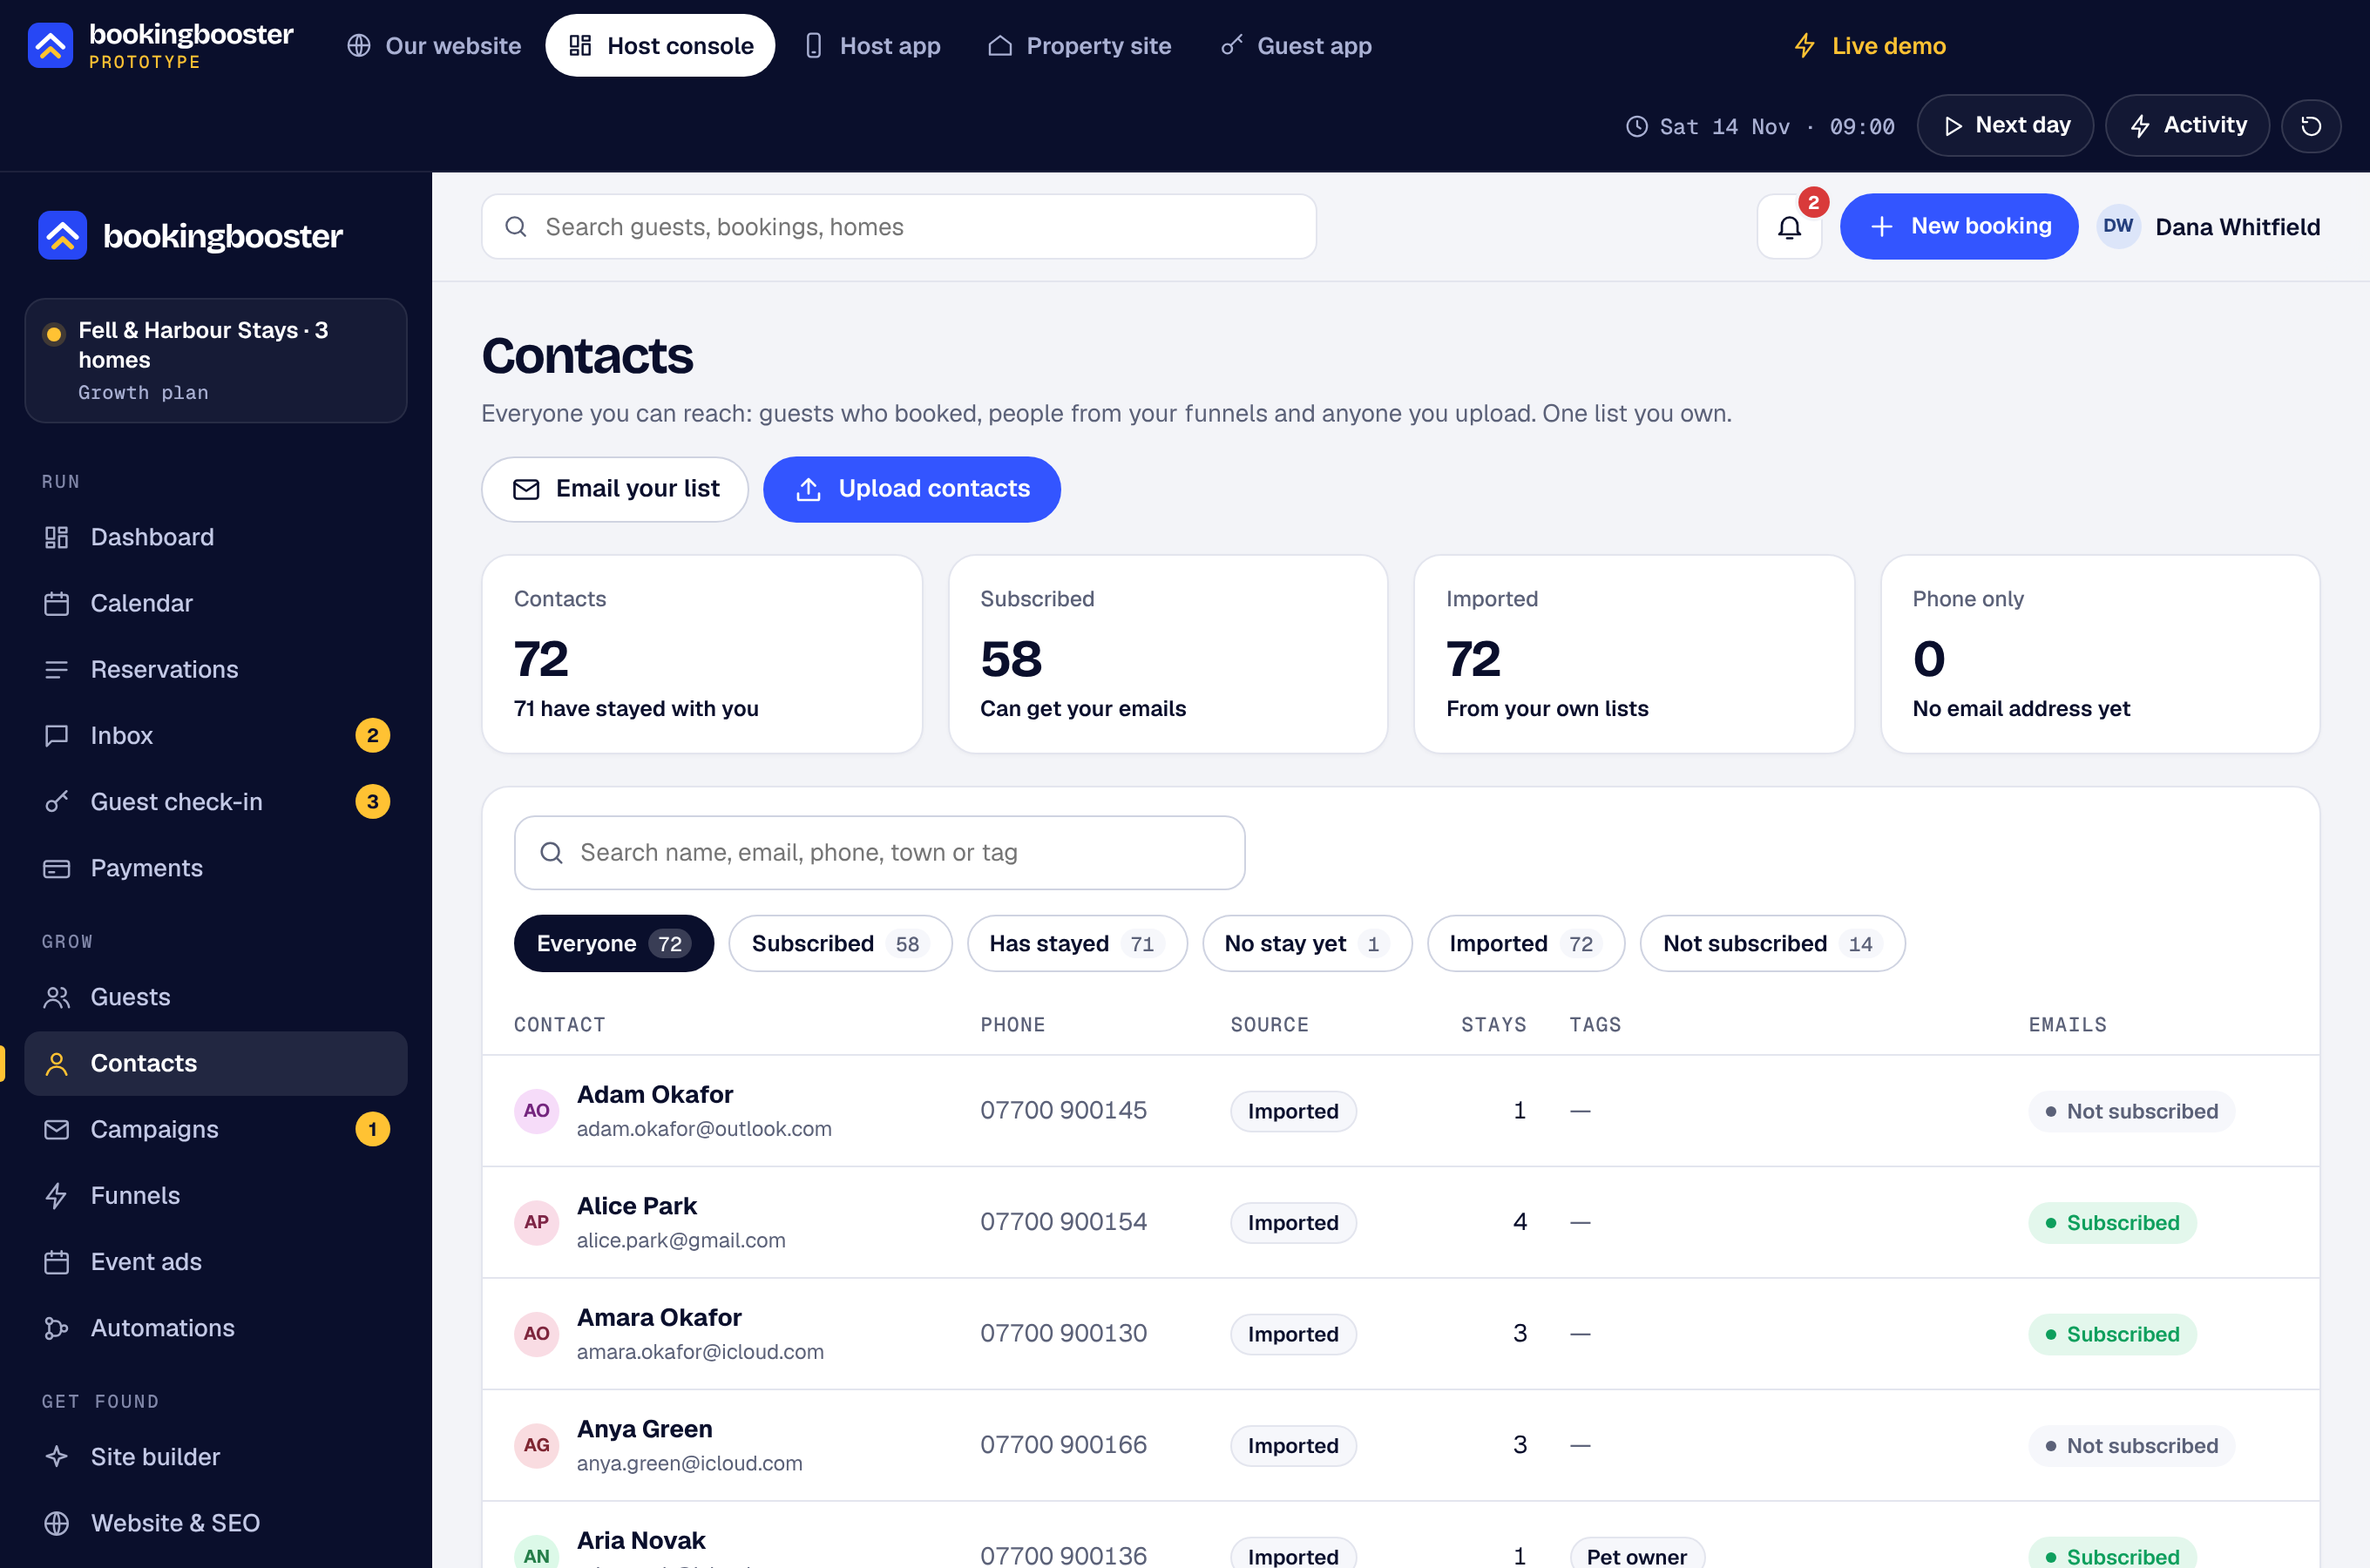 bookingbooster
PROTOTYPE
Our website
Host console
Host app
Property site
Guest app
Live demo
Sat 14 Nov · 09:00
Next day
Activity
bookingbooster
Fell & Harbour Stays · 3
homes
Growth plan
RUN
Dashboard
Calendar
Reservations
Inbox 2
Guest check-in 3
Payments
GROW
Guests
Contacts
Campaigns 1
Funnels
Event ads
Automations
GET FOUND
Site builder
Website & SEO
Search guests, bookings, homes
2
New booking
DW Dana Whitfield
Contacts
Everyone you can reach: guests who booked, people from your funnels and anyone you upload. One list you own.
Email your list
Upload contacts
Contacts
72
71 have stayed with you
Subscribed
58
Can get your emails
Imported
72
From your own lists
Phone only
0
No email address yet
Search name, email, phone, town or tag
Everyone 72
Subscribed 58
Has stayed 71
No stay yet 1
Imported 72
Not subscribed 14
CONTACT PHONE SOURCE STAYS TAGS EMAILS
AO Adam Okafor
adam.okafor@outlook.com
07700 900145 Imported 1 — Not subscribed
AP Alice Park
alice.park@gmail.com
07700 900154 Imported 4 — Subscribed
AO Amara Okafor
amara.okafor@icloud.com
07700 900130 Imported 3 — Subscribed
AG Anya Green
anya.green@icloud.com
07700 900166 Imported 3 — Not subscribed
AN Aria Novak
07700 900136 Imported 1 Pet owner Subscribed